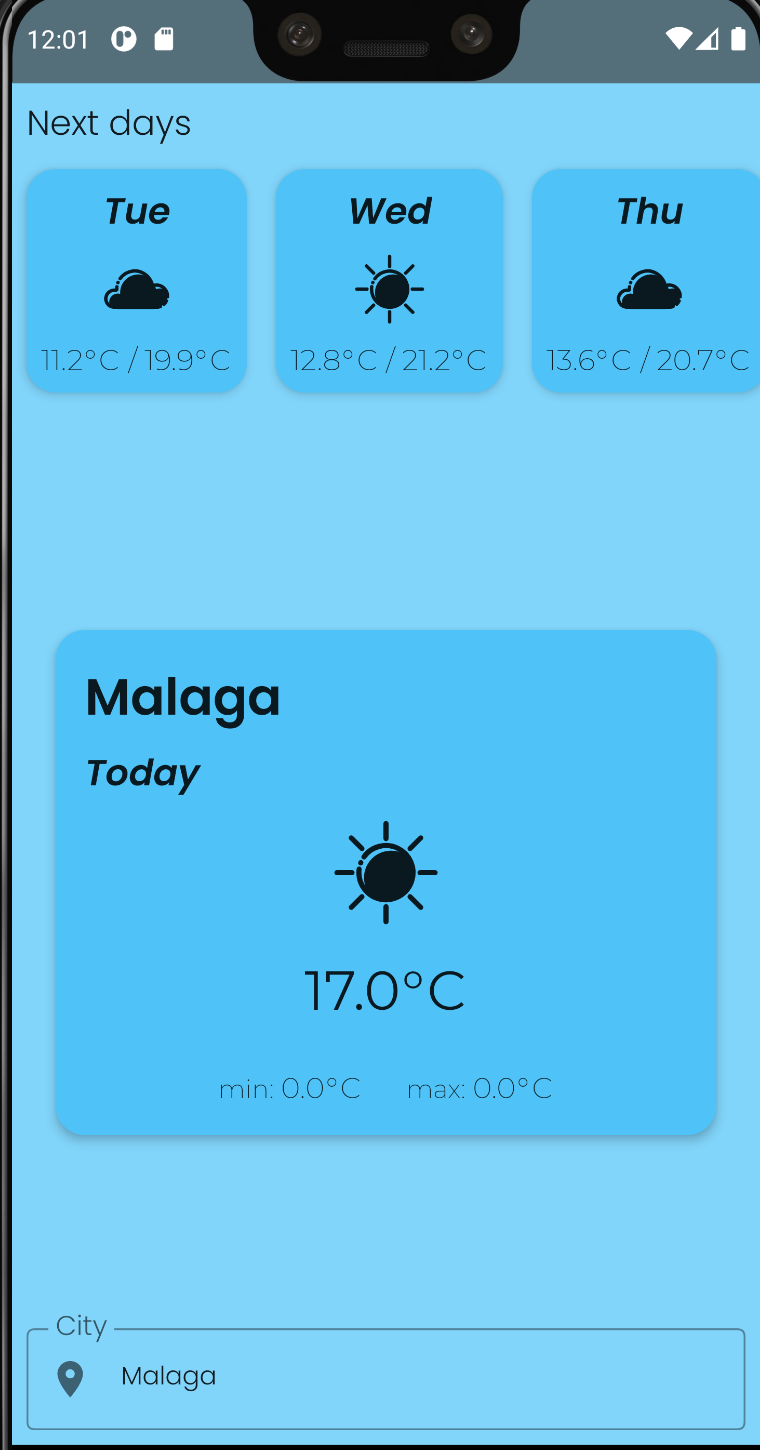 12:01
Next days
Tue
Wed
Thu
11.2°C / 19.9°C
12.8°C / 21.2°C
13.6°C / 20.7°C
Malaga
Today
17.0°C
min: 0.0°C max: 0.0°C
City
Malaga